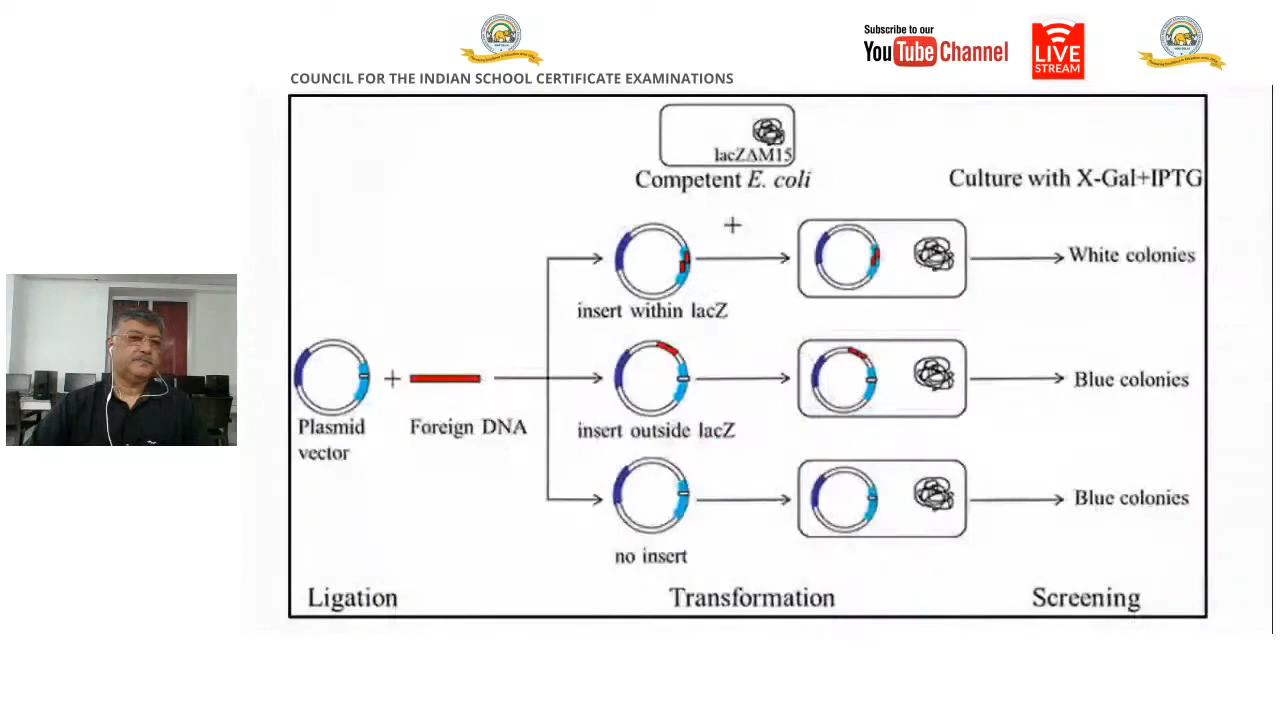 Subscribe to our
YouTube Channel
LIVE
STREAM
COUNCIL FOR THE INDIAN SCHOOL CERTIFICATE EXAMINATIONS
lacZΔM15
Competent E. coli
Culture with X-Gal+IPTG
+
White colonies
insert within lacZ
+
Plasmid
vector
Foreign DNA
insert outside lacZ
Blue colonies
no insert
Blue colonies
Ligation
Transformation
Screening